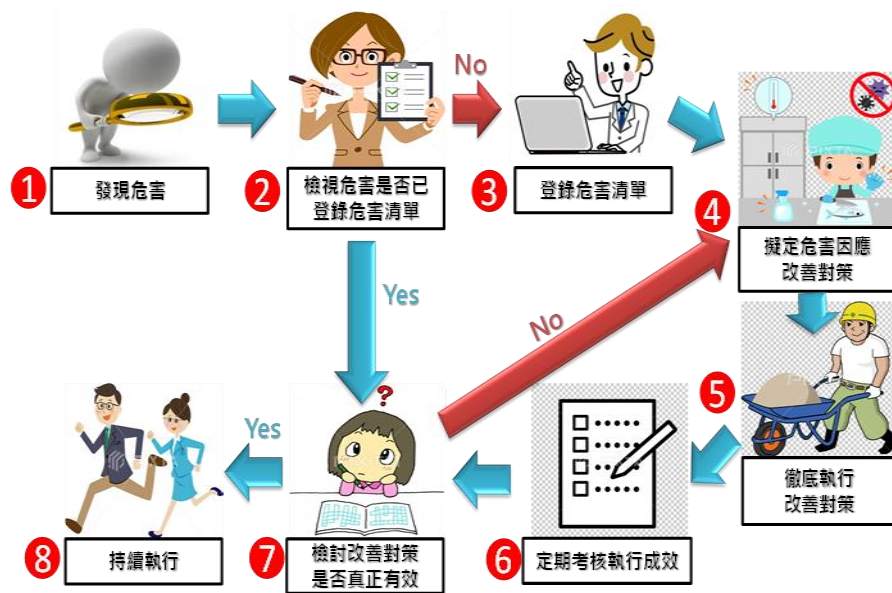 1
發現危害
2
檢視危害是否已
登錄危害清單
No
3
登錄危害清單
4
擬定危害因應
改善對策
Yes
No
5
徹底執行
改善對策
6
定期考核執行成效
?
7
檢討改善對策
是否真正有效
Yes
8
持續執行